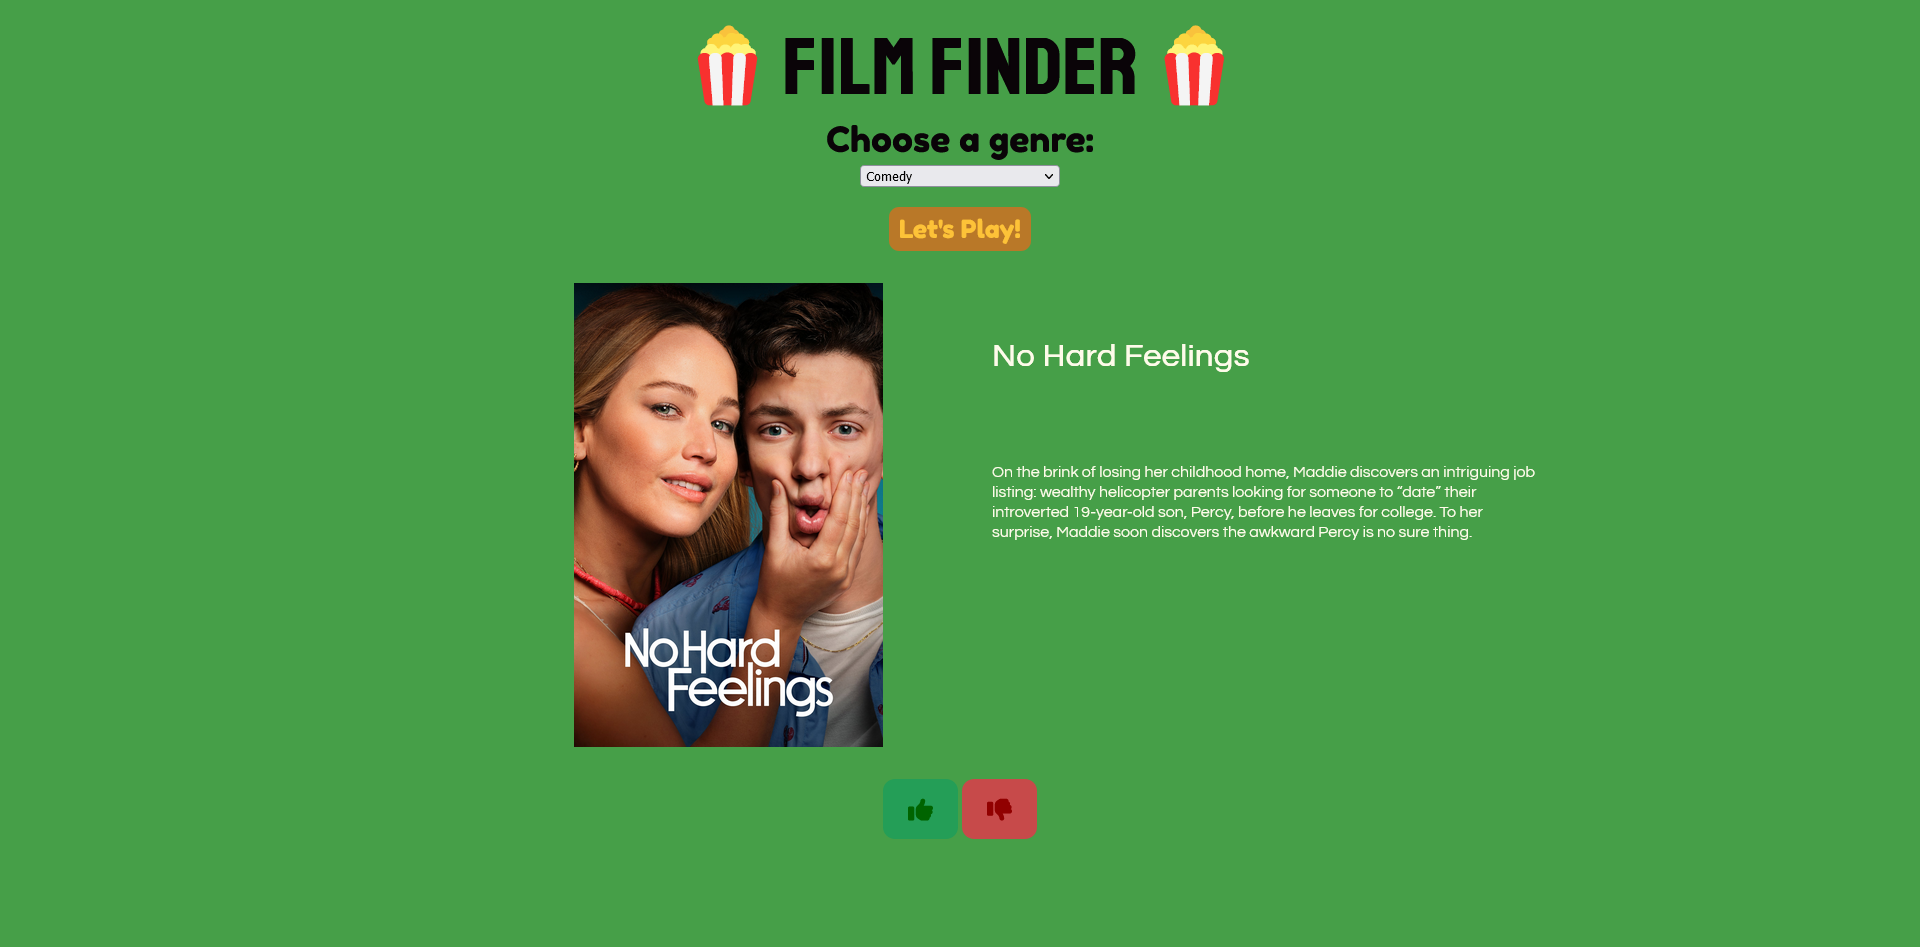 FILM FINDER
Choose a genre:
Comedy
Let's Play!
No Hard Feelings
On the brink of losing her childhood home, Maddie discovers an intriguing job
listing: wealthy helicopter parents looking for someone to “date” their
introverted 19-year-old son, Percy, before he leaves for college. To her
surprise, Maddie soon discovers the awkward Percy is no sure thing.
No Hard
Feelings